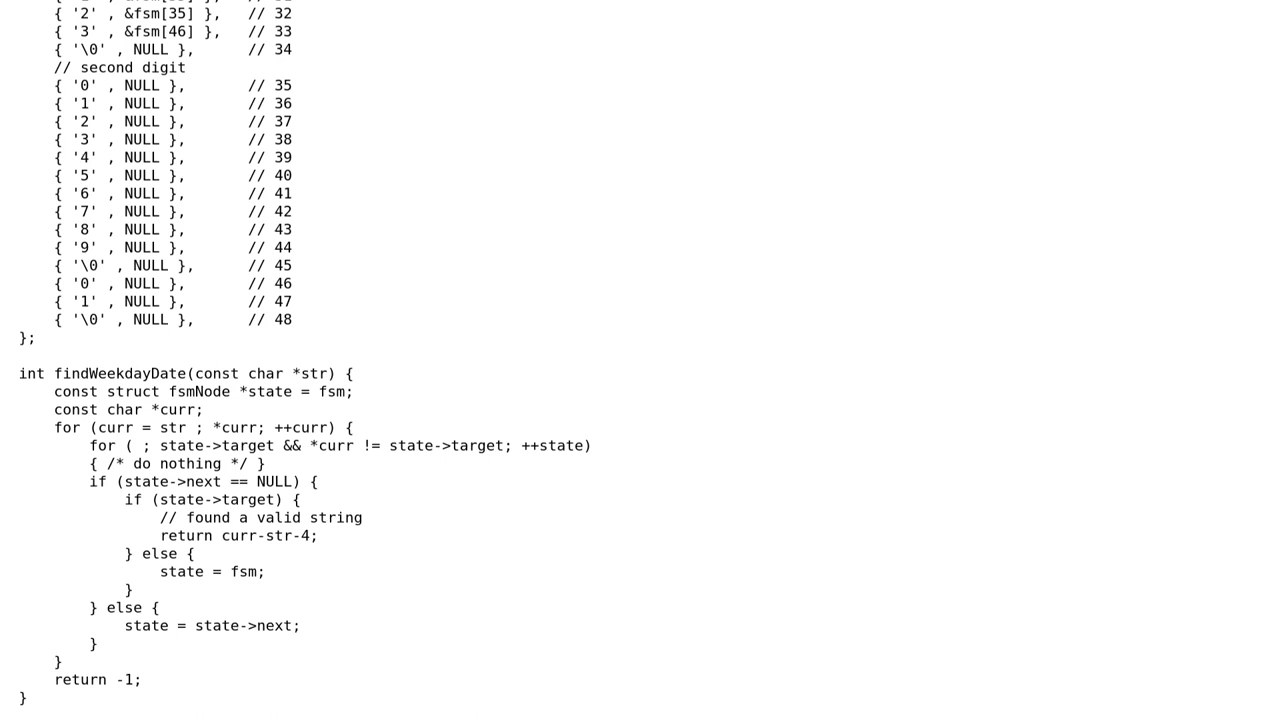 { '2' , &fsm[35] },   // 32
{ '3' , &fsm[46] },   // 33
{ '\0' , NULL },      // 34
// second digit
{ '0' , NULL },       // 35
{ '1' , NULL },       // 36
{ '2' , NULL },       // 37
{ '3' , NULL },       // 38
{ '4' , NULL },       // 39
{ '5' , NULL },       // 40
{ '6' , NULL },       // 41
{ '7' , NULL },       // 42
{ '8' , NULL },       // 43
{ '9' , NULL },       // 44
{ '\0' , NULL },      // 45
{ '0' , NULL },       // 46
{ '1' , NULL },       // 47
{ '\0' , NULL },      // 48
};
int findWeekdayDate(const char *str) {
    const struct fsmNode *state = fsm;
    const char *curr;
    for (curr = str ; *curr; ++curr) {
        for ( ; state->target && *curr != state->target; ++state)
        { /* do nothing */ }
        if (state->next == NULL) {
            if (state->target) {
                // found a valid string
                return curr-str-4;
            } else {
                state = fsm;
            }
        } else {
            state = state->next;
        }
    }
    return -1;
}